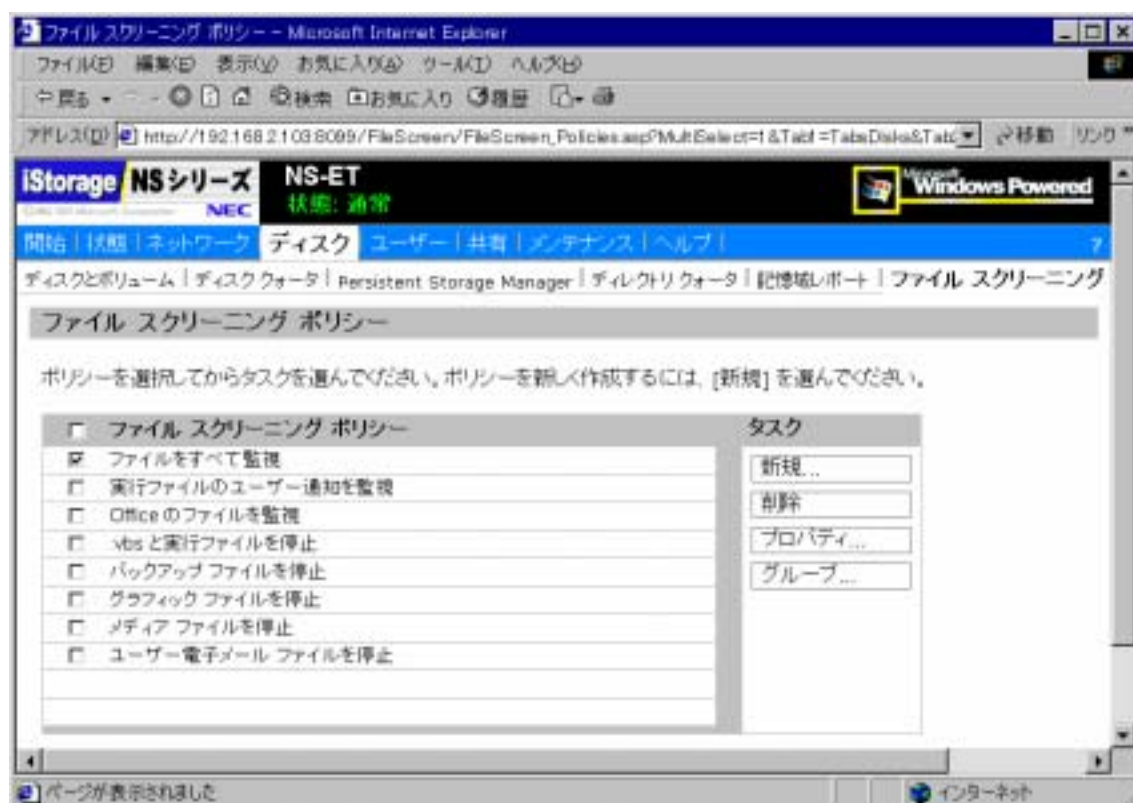 ファイル スクリーニング ポリシー - - Microsoft Internet Explorer
ファイル(F) 編集(E) 表示(V) お気に入り(A) ツール(T) ヘルプ(H)
戻る 検索 お気に入り 履歴
アドレス(D) http://192.168.2.103:8099/FileScreen/FileScreen_Policies.asp?MultiSelect=1&Tab1=TabsDisks&Tab 移動 リンク »
iStorage NSシリーズ NS-ET Microsoft Windows Powered
NEC 状態: 通常
開始 | 状態 | ネットワーク ディスク ユーザー | 共有 | メンテナンス | ヘルプ | ?
ディスクとボリューム | ディスク クォータ | Persistent Storage Manager | ディレクトリ クォータ | 記憶域レポート | ファイル スクリーニング
ファイル スクリーニング ポリシー
ポリシーを選択してからタスクを選んでください。ポリシーを新しく作成するには、[新規] を選んでください。
ファイル スクリーニング ポリシー タスク
ファイルをすべて監視 新規...
実行ファイルのユーザー通知を監視 削除
Office のファイルを監視
.vbs と実行ファイルを停止 プロパティ...
バックアップ ファイルを停止 グループ...
グラフィック ファイルを停止
メディア ファイルを停止
ユーザー電子メール ファイルを停止
ページが表示されました インターネット